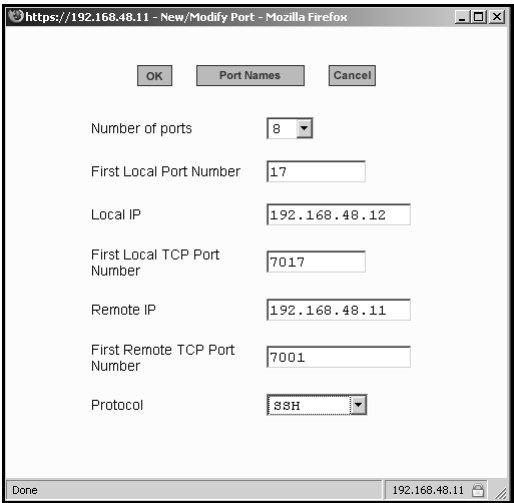 https://192.168.48.11 - New/Modify Port - Mozilla Firefox
OK Port Names Cancel
Number of ports 8
First Local Port Number 17
Local IP 192.168.48.12
First Local TCP Port
Number 7017
Remote IP 192.168.48.11
First Remote TCP Port
Number 7001
Protocol SSH
Done 192.168.48.11